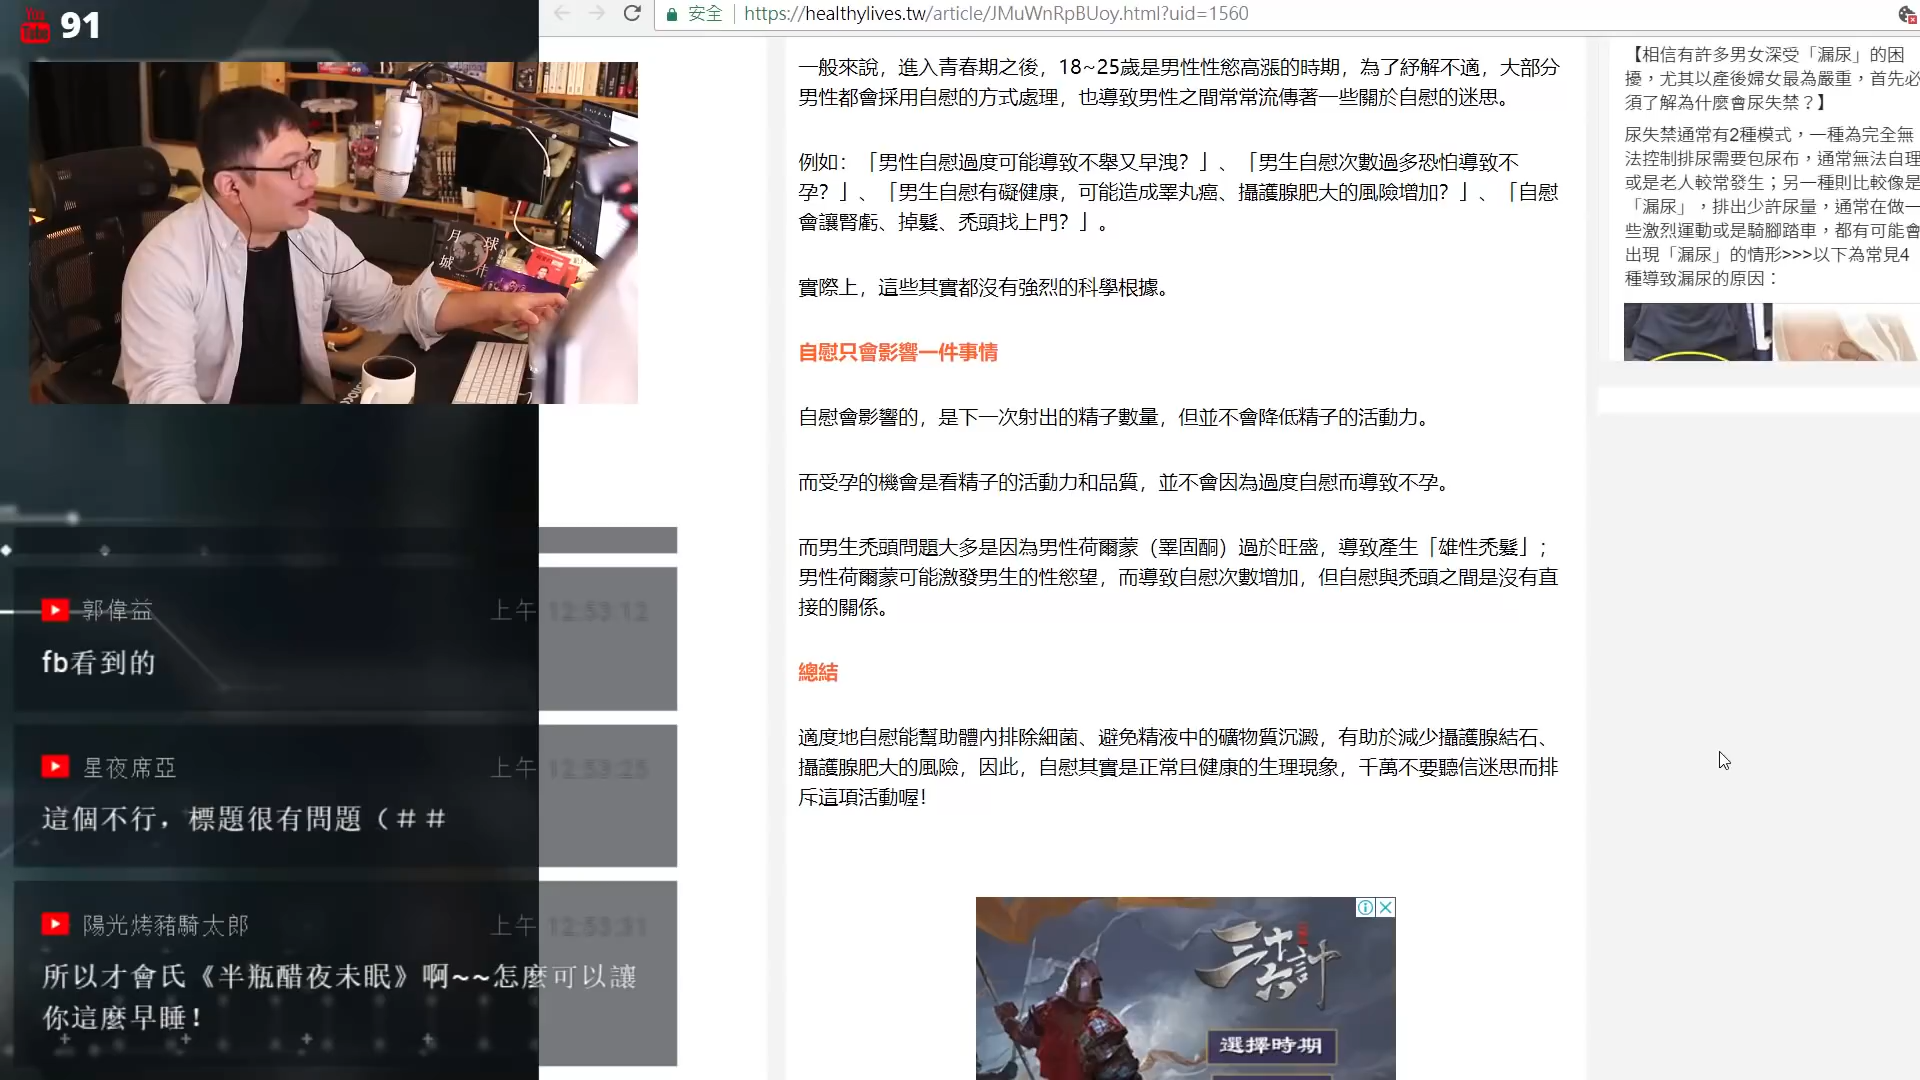 You
Tube
91
安全
https://healthylives.tw/article/JMuWnRpBUoy.html?uid=1560
一般來說，進入青春期之後，18~25歲是男性性慾高漲的時期，為了紓解不適，大部分
男性都會採用自慰的方式處理，也導致男性之間常常流傳著一些關於自慰的迷思。
例如：「男性自慰過度可能導致不舉又早洩？」、「男生自慰次數過多恐怕導致不
孕？」、「男生自慰有礙健康，可能造成睪丸癌、攝護腺肥大的風險增加？」、「自慰
會讓腎虧、掉髮、禿頭找上門？」。
實際上，這些其實都沒有強烈的科學根據。
自慰只會影響一件事情
自慰會影響的，是下一次射出的精子數量，但並不會降低精子的活動力。
而受孕的機會是看精子的活動力和品質，並不會因為過度自慰而導致不孕。
而男生禿頭問題大多是因為男性荷爾蒙（睪固酮）過於旺盛，導致產生「雄性禿髮」；
男性荷爾蒙可能激發男生的性慾望，而導致自慰次數增加，但自慰與禿頭之間是沒有直
接的關係。
總結
適度地自慰能幫助體內排除細菌、避免精液中的礦物質沉澱，有助於減少攝護腺結石、
攝護腺肥大的風險，因此，自慰其實是正常且健康的生理現象，千萬不要聽信迷思而排
斥這項活動喔！
【相信有許多男女深受「漏尿」的困
擾，尤其以產後婦女最為嚴重，首先必
須了解為什麼會尿失禁？】
尿失禁通常有2種模式，一種為完全無
法控制排尿需要包尿布，通常無法自理
或是老人較常發生；另一種則比較像是
「漏尿」，排出少許尿量，通常在做一
些激烈運動或是騎腳踏車，都有可能會
出現「漏尿」的情形>>>以下為常見4
種導致漏尿的原因：
月球
城市
郭偉益
上午 12:53:12
fb看到的
星夜席亞
上午 12:53:25
這個不行，標題很有問題（＃＃
陽光烤豬騎太郎
上午 12:53:31
所以才會氏《半瓶醋夜未眠》啊~~怎麼可以讓
你這麼早睡！
三十六計
選擇時期